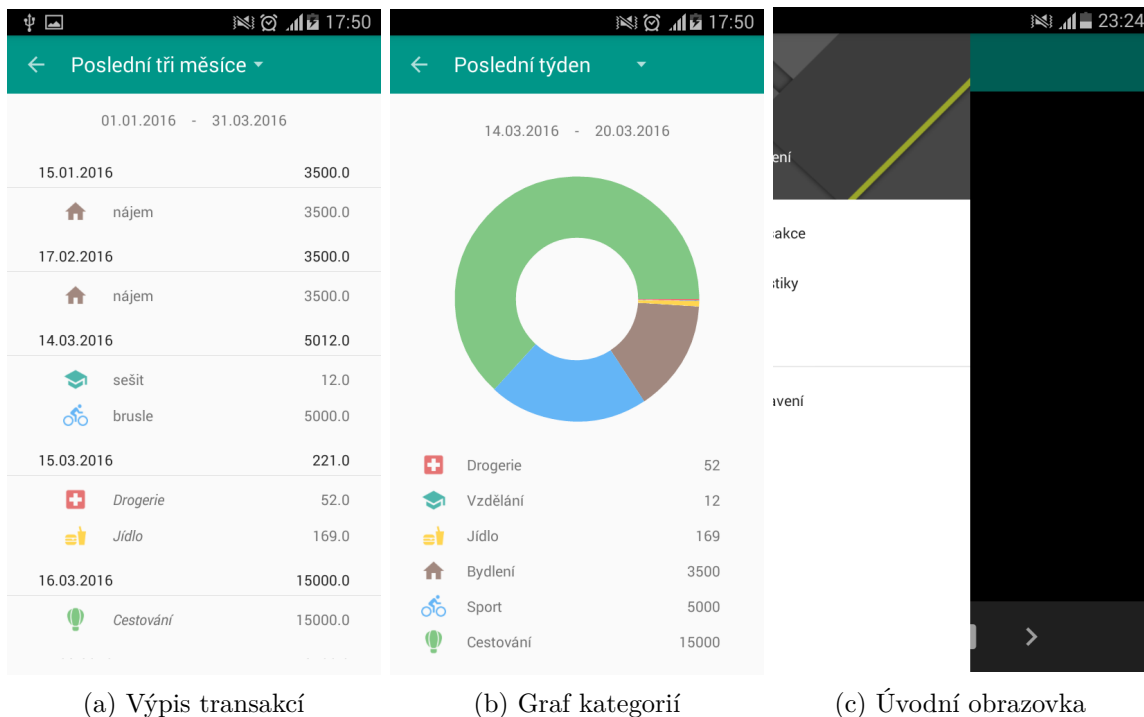 17:50
Poslední tři měsíce
01.01.2016 - 31.03.2016
15.01.2016 3500.0
nájem 3500.0
17.02.2016 3500.0
nájem 3500.0
14.03.2016 5012.0
sešit 12.0
brusle 5000.0
15.03.2016 221.0
Drogerie 52.0
Jídlo 169.0
16.03.2016 15000.0
Cestování 15000.0
(a) Výpis transakcí
17:50
Poslední týden
14.03.2016 - 20.03.2016
Drogerie 52
Vzdělání 12
Jídlo 169
Bydlení 3500
Sport 5000
Cestování 15000
(b) Graf kategorií
23:24
ení
sakce
stiky
avení
(c) Úvodní obrazovka